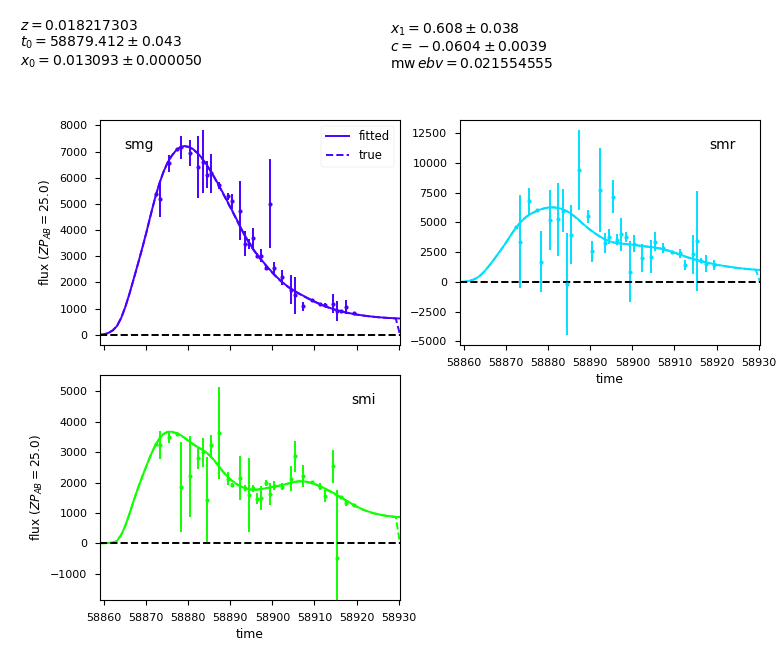 z = 0.018217303
t₀ = 58879.412 ± 0.043
x₀ = 0.013093 ± 0.000050
x₁ = 0.608 ± 0.038
c = −0.0604 ± 0.0039
mw ebv = 0.021554555
smg
fitted
true
8000
7000
6000
5000
4000
3000
2000
1000
0
flux (ZP_AB = 25.0)
smr
12500
10000
7500
5000
2500
0
−2500
−5000
58860 58870 58880 58890 58900 58910 58920 58930
time
smi
5000
4000
3000
2000
1000
0
−1000
flux (ZP_AB = 25.0)
58860 58870 58880 58890 58900 58910 58920 58930
time